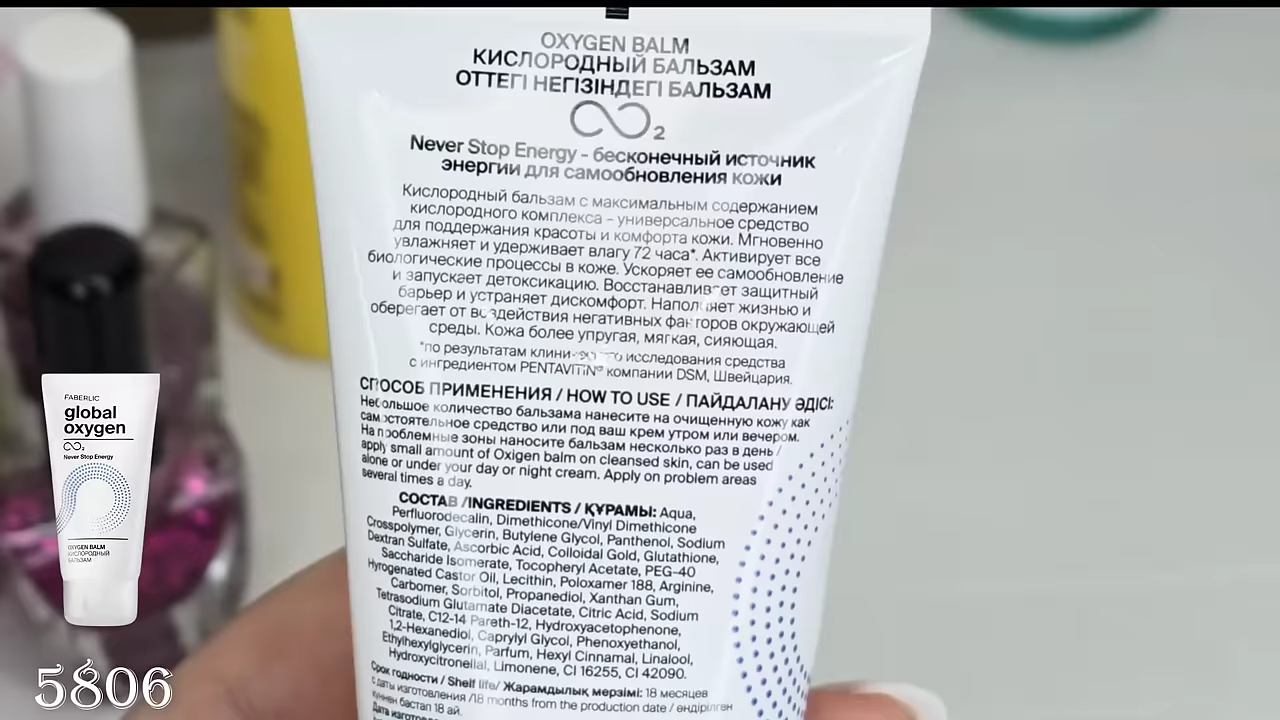 OXYGEN BALM
КИСЛОРОДНЫЙ БАЛЬЗАМ
ОТТЕГІ НЕГІЗІНДЕГІ БАЛЬЗАМ
2
Never Stop Energy - бесконечный источник
энергии для самообновления кожи
Кислородный бальзам с максимальным содержанием
кислородного комплекса – универсальное средство
для поддержания красоты и комфорта кожи. Мгновенно
увлажняет и удерживает влагу 72 часа*. Активирует все
биологические процессы в коже. Ускоряет ее самообновление
и запускает детоксикацию. Восстанавливает защитный
барьер и устраняет дискомфорт. Наполняет жизнью и
оберегает от воздействия негативных факторов окружающей
среды. Кожа более упругая, мягкая, сияющая.
*по результатам клинического исследования средства
с ингредиентом PENTAVITIN® компании DSM, Швейцария.
СПОСОБ ПРИМЕНЕНИЯ / HOW TO USE / ПАЙДАЛАНУ ӘДІСІ:
Небольшое количество бальзама нанесите на очищенную кожу как
самостоятельное средство или под ваш крем утром или вечером.
На проблемные зоны наносите бальзам несколько раз в день /
apply small amount of Oxigen balm on cleansed skin, can be used
alone or under your day or night cream. Apply on problem areas
several times a day.
СОСТАВ /INGREDIENTS / ҚҰРАМЫ: Aqua,
Perfluorodecalin, Dimethicone/Vinyl Dimethicone
Crosspolymer, Glycerin, Butylene Glycol, Panthenol, Sodium
Dextran Sulfate, Ascorbic Acid, Colloidal Gold, Glutathione,
Saccharide Isomerate, Tocopheryl Acetate, PEG-40
Hyrogenated Castor Oil, Lecithin, Poloxamer 188, Arginine,
Carbomer, Sorbitol, Propanediol, Xanthan Gum,
Tetrasodium Glutamate Diacetate, Citric Acid, Sodium
Citrate, C12-14 Pareth-12, Hydroxyacetophenone,
1,2-Hexanediol, Caprylyl Glycol, Phenoxyethanol,
Ethylhexylglycerin, Parfum, Hexyl Cinnamal, Linalool,
Hydroxycitronellal, Limonene, CI 16255, CI 42090.
Срок годности / Shelf life/ Жарамдылық мерзімі: 18 месяцев
с даты изготовления /18 months from the production date / өндірілген
күннен бастап 18 ай.
Дата изготов
FABERLIC
global
oxygen
2
Never Stop Energy
OXYGEN BALM
КИСЛОРОДНЫЙ
БАЛЬЗАМ
5806